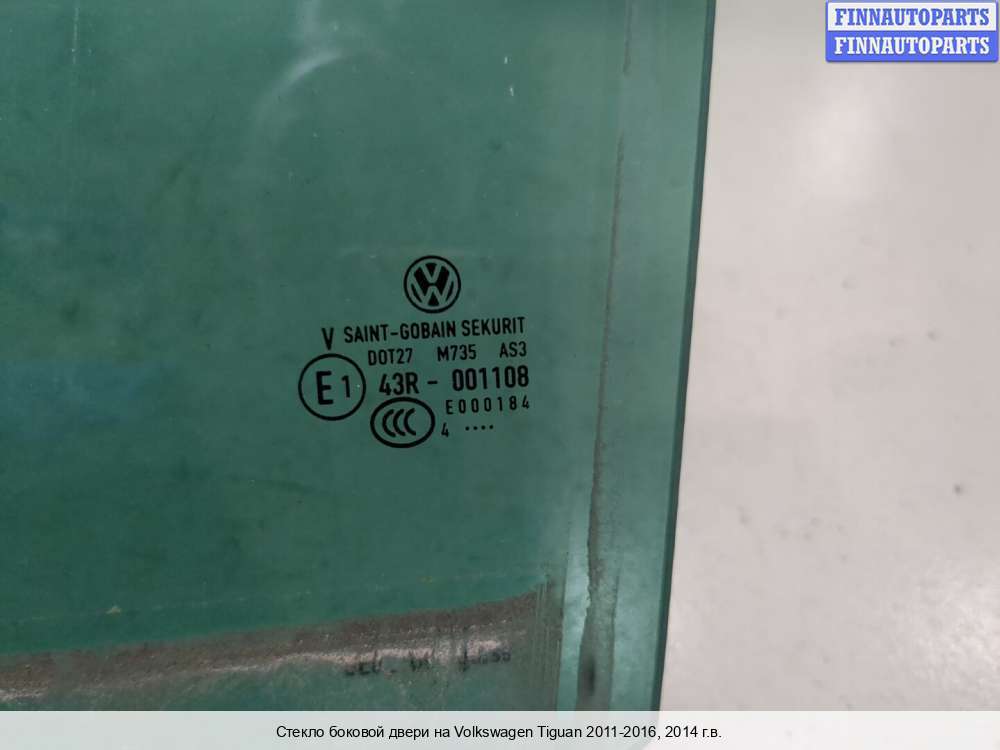 FINNAUTOPARTS
FINNAUTOPARTS
V SAINT-GOBAIN SEKURIT
DOT27 M735 AS3
E1 43R - 001108
CCC E000184
4 ....
Стекло боковой двери на Volkswagen Tiguan 2011-2016, 2014 г.в.